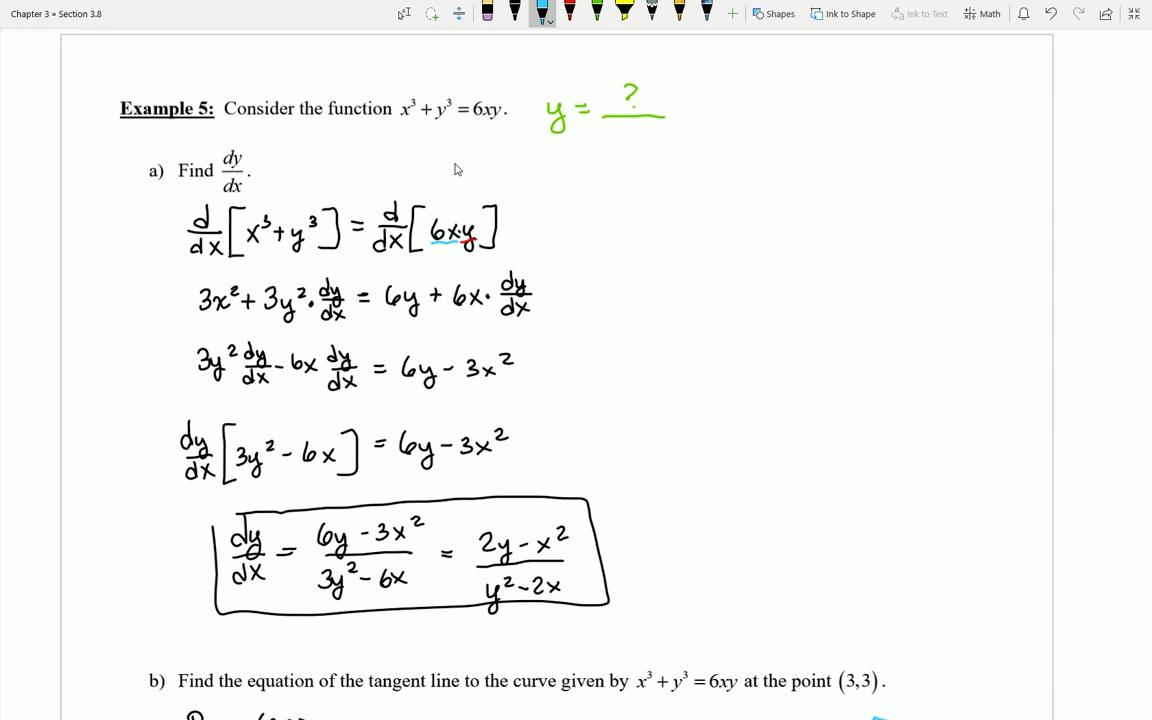 Chapter 3 » Section 3.8
Shapes Ink to Shape Ink to Text Math
Example 5: Consider the function x³ + y³ = 6xy. y = ?
a) Find dy/dx.
d/dx [x³ + y³] = d/dx [6x·y]
3x² + 3y² · dy/dx = 6y + 6x · dy/dx
3y² dy/dx - 6x dy/dx = 6y - 3x²
dy/dx [3y² - 6x] = 6y - 3x²
dy/dx = (6y - 3x²)/(3y² - 6x) = (2y - x²)/(y² - 2x)
b) Find the equation of the tangent line to the curve given by x³ + y³ = 6xy at the point (3,3).